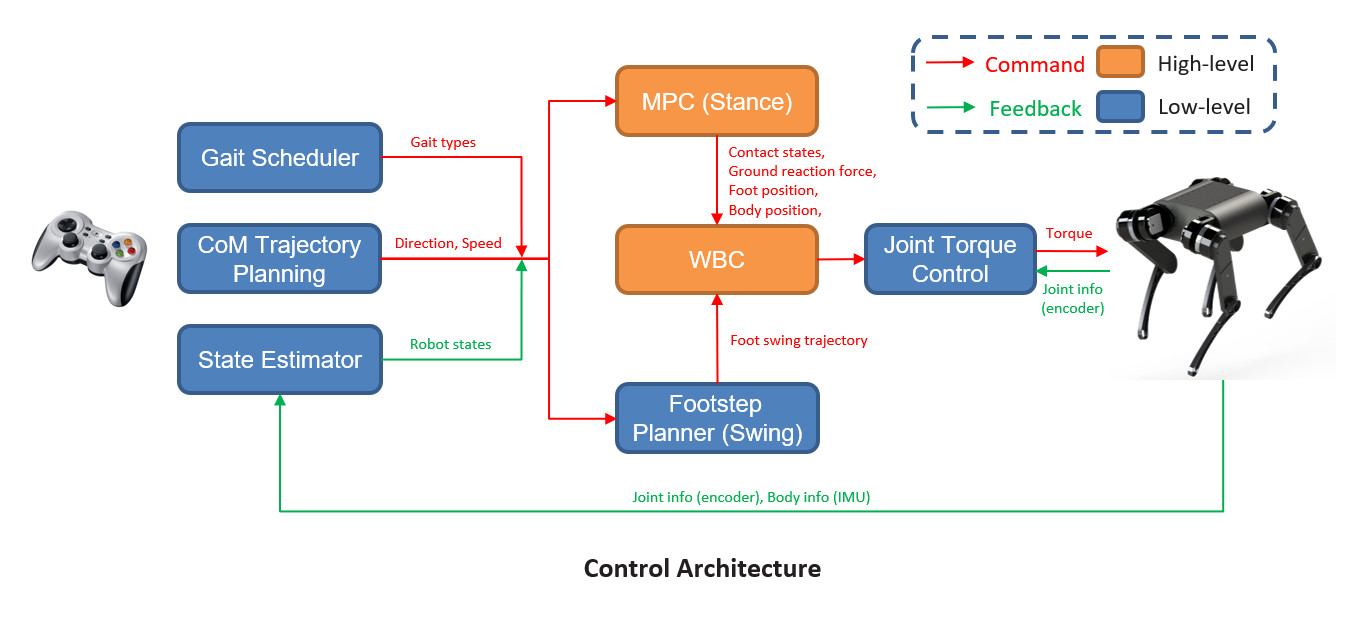 Command
High-level
Feedback
Low-level
MPC (Stance)
Gait Scheduler
Gait types
Contact states,
Ground reaction force,
Foot position,
Body position,
CoM Trajectory
Planning
Direction, Speed
WBC
Joint Torque
Control
Torque
Joint info
(encoder)
State Estimator
Robot states
Foot swing trajectory
Footstep
Planner (Swing)
Joint info (encoder), Body info (IMU)
Control Architecture